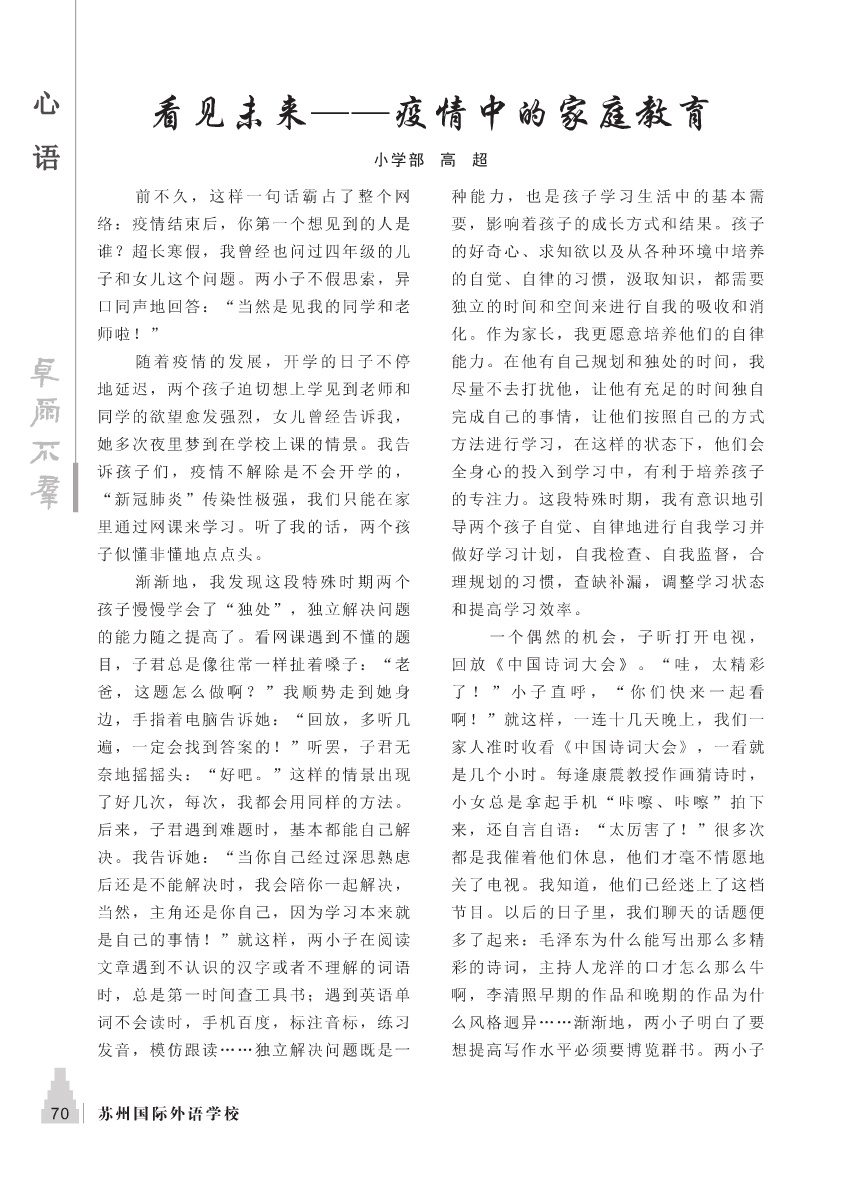 心语
卓尔不群
看见未来——疫情中的家庭教育
小学部 高 超
前不久，这样一句话霸占了整个网
络：疫情结束后，你第一个想见到的人是
谁？超长寒假，我曾经也问过四年级的儿
子和女儿这个问题。两小子不假思索，异
口同声地回答：“当然是见我的同学和老
师啦！”
随着疫情的发展，开学的日子不停
地延迟，两个孩子迫切想上学见到老师和
同学的欲望愈发强烈，女儿曾经告诉我，
她多次夜里梦到在学校上课的情景。我告
诉孩子们，疫情不解除是不会开学的，
“新冠肺炎”传染性极强，我们只能在家
里通过网课来学习。听了我的话，两个孩
子似懂非懂地点点头。
渐渐地，我发现这段特殊时期两个
孩子慢慢学会了“独处”，独立解决问题
的能力随之提高了。看网课遇到不懂的题
目，子君总是像往常一样扯着嗓子：“老
爸，这题怎么做啊？”我顺势走到她身
边，手指着电脑告诉她：“回放，多听几
遍，一定会找到答案的！”听罢，子君无
奈地摇摇头：“好吧。”这样的情景出现
了好几次，每次，我都会用同样的方法。
后来，子君遇到难题时，基本都能自己解
决。我告诉她：“当你自己经过深思熟虑
后还是不能解决时，我会陪你一起解决，
当然，主角还是你自己，因为学习本来就
是自己的事情！”就这样，两小子在阅读
文章遇到不认识的汉字或者不理解的词语
时，总是第一时间查工具书；遇到英语单
词不会读时，手机百度，标注音标，练习
发音，模仿跟读……独立解决问题既是一
种能力，也是孩子学习生活中的基本需
要，影响着孩子的成长方式和结果。孩子
的好奇心、求知欲以及从各种环境中培养
的自觉、自律的习惯，汲取知识，都需要
独立的时间和空间来进行自我的吸收和消
化。作为家长，我更愿意培养他们的自律
能力。在他有自己规划和独处的时间，我
尽量不去打扰他，让他有充足的时间独自
完成自己的事情，让他们按照自己的方式
方法进行学习，在这样的状态下，他们会
全身心的投入到学习中，有利于培养孩子
的专注力。这段特殊时期，我有意识地引
导两个孩子自觉、自律地进行自我学习并
做好学习计划，自我检查、自我监督，合
理规划的习惯，查缺补漏，调整学习状态
和提高学习效率。
一个偶然的机会，子昕打开电视，
回放《中国诗词大会》。“哇，太精彩
了！”小子直呼，“你们快来一起看
啊！”就这样，一连十几天晚上，我们一
家人准时收看《中国诗词大会》，一看就
是几个小时。每逢康震教授作画猜诗时，
小女总是拿起手机“咔嚓、咔嚓”拍下
来，还自言自语：“太厉害了！”很多次
都是我催着他们休息，他们才毫不情愿地
关了电视。我知道，他们已经迷上了这档
节目。以后的日子里，我们聊天的话题便
多了起来：毛泽东为什么能写出那么多精
彩的诗词，主持人龙洋的口才怎么那么牛
啊，李清照早期的作品和晚期的作品为什
么风格迥异……渐渐地，两小子明白了要
想提高写作水平必须要博览群书。两小子
70 苏州国际外语学校